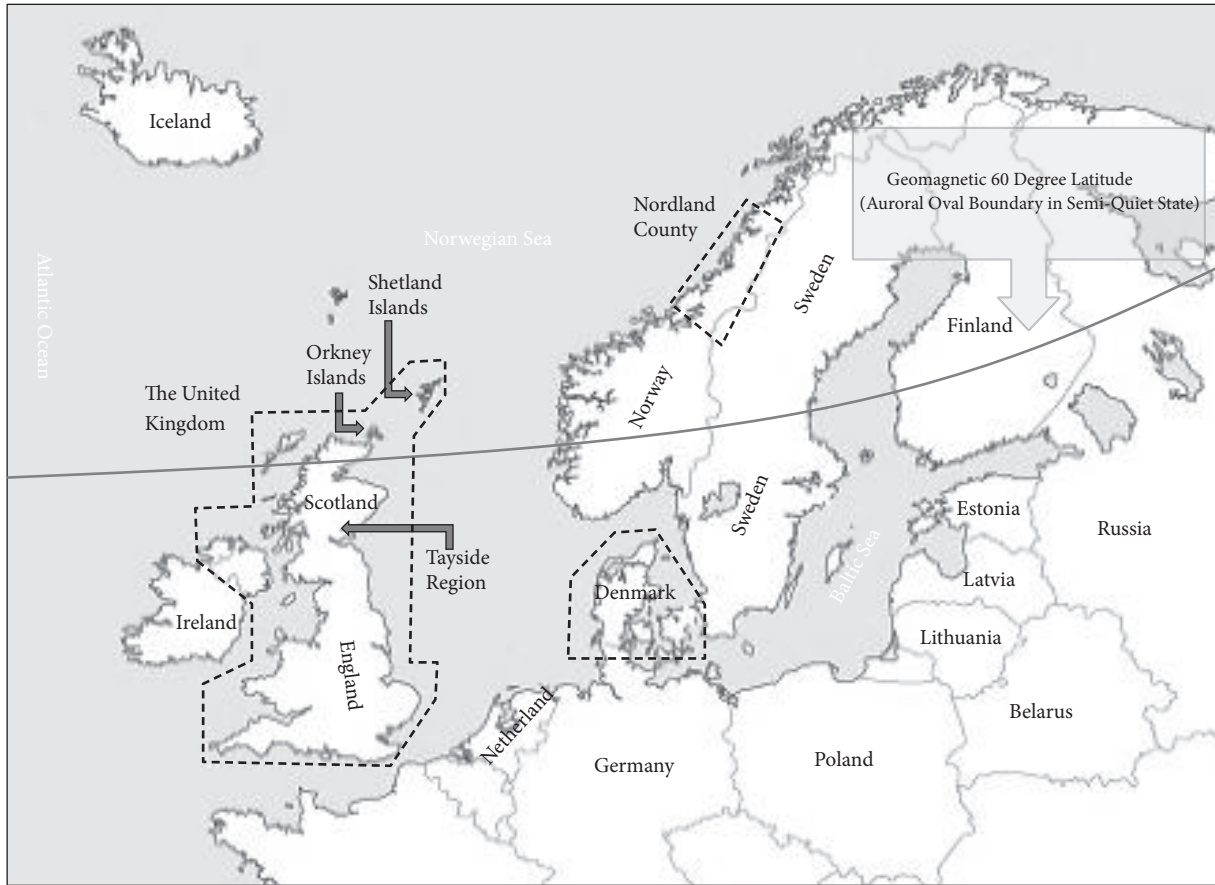 Iceland
Geomagnetic 60 Degree Latitude
(Auroral Oval Boundary in Semi-Quiet State)
Nordland
County
Norwegian Sea
Atlantic Ocean
Shetland
Islands
Sweden
Finland
Orkney
Islands
The United
Kingdom
Norway
Scotland
Sweden
Estonia
Russia
Tayside
Region
Baltic Sea
Latvia
Denmark
Ireland
Lithuania
England
Belarus
Netherland
Germany
Poland